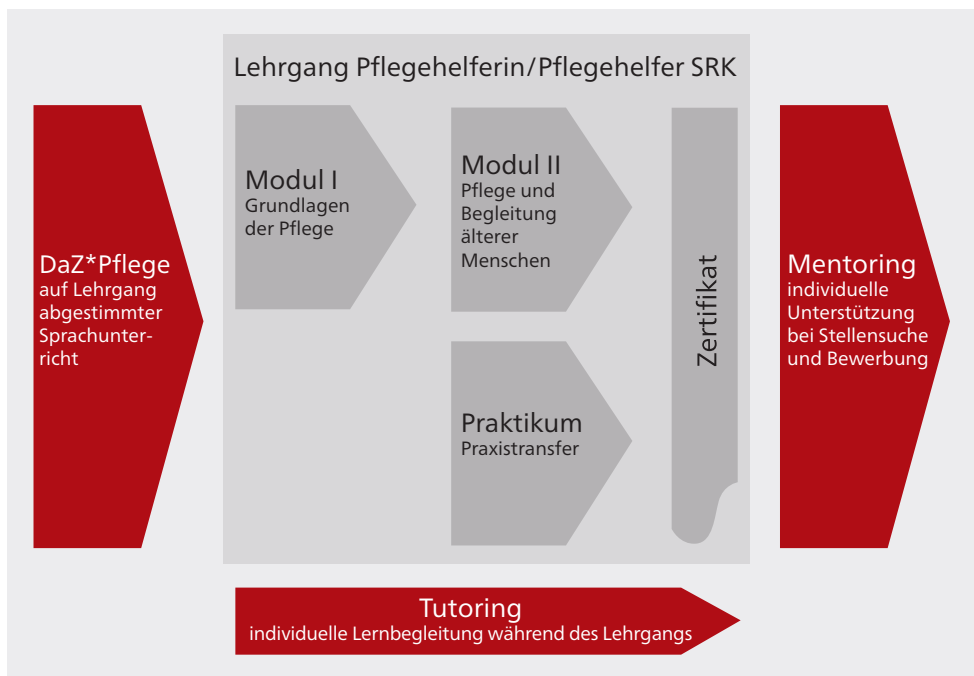 Lehrgang Pflegehelferin/Pflegehelfer SRK
DaZ*Pflege
auf Lehrgang
abgestimmter
Sprachunter-
richt
Modul I
Grundlagen
der Pflege
Modul II
Pflege und
Begleitung
älterer
Menschen
Praktikum
Praxistransfer
Zertifikat
Mentoring
individuelle
Unterstützung
bei Stellensuche
und Bewerbung
Tutoring
individuelle Lernbegleitung während des Lehrgangs